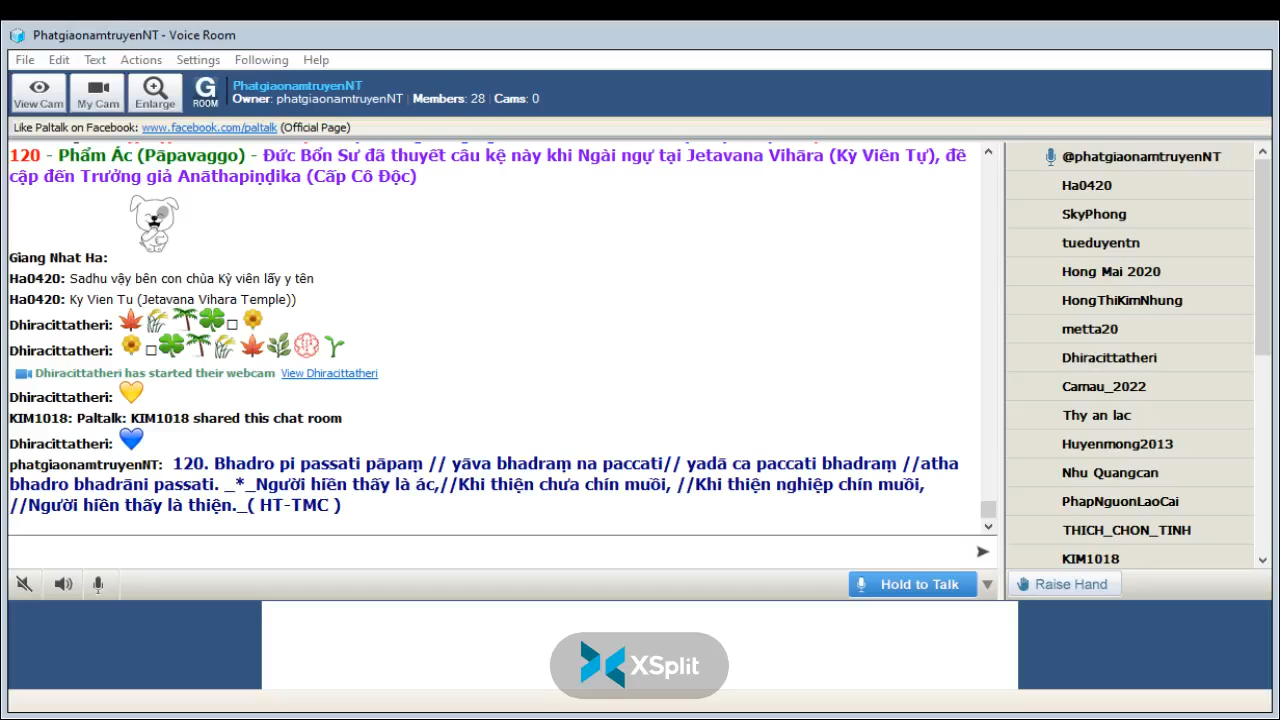 PhatgiaonamtruyenNT - Voice Room
File Edit Text Actions Settings Following Help
View Cam My Cam Enlarge G ROOM
PhatgiaonamtruyenNT
Owner: phatgiaonamtruyenNT | Members: 28 | Cams: 0
Like Paltalk on Facebook: www.facebook.com/paltalk (Official Page)
120 - Phẩm Ác (Pāpavaggo) - Đức Bổn Sư đã thuyết câu kệ này khi Ngài ngự tại Jetavana Vihāra (Kỳ Viên Tự), đề
cập đến Trưởng giả Anāthapiṇḍika (Cấp Cô Độc)
Giang Nhat Ha:
Ha0420: Sadhu vậy bên con chùa Kỳ viên lấy y tên
Ha0420: Ky Vien Tu (Jetavana Vihara Temple))
Dhiracittatheri:
Dhiracittatheri:
Dhiracittatheri has started their webcam View Dhiracittatheri
Dhiracittatheri:
KIM1018: Paltalk: KIM1018 shared this chat room
Dhiracittatheri:
phatgiaonamtruyenNT: 120. Bhadro pi passati pāpaṃ // yāva bhadraṃ na paccati// yadā ca paccati bhadraṃ //atha
bhadro bhadrāni passati. _*_Người hiền thấy là ác,//Khi thiện chưa chín muồi, //Khi thiện nghiệp chín muồi,
//Người hiền thấy là thiện._( HT-TMC )
@phatgiaonamtruyenNT
Ha0420
SkyPhong
tueduyentn
Hong Mai 2020
HongThiKimNhung
metta20
Dhiracittatheri
Camau_2022
Thy an lac
Huyenmong2013
Nhu Quangcan
PhapNguonLaoCai
THICH_CHON_TINH
KIM1018
Hold to Talk
Raise Hand
XSplit